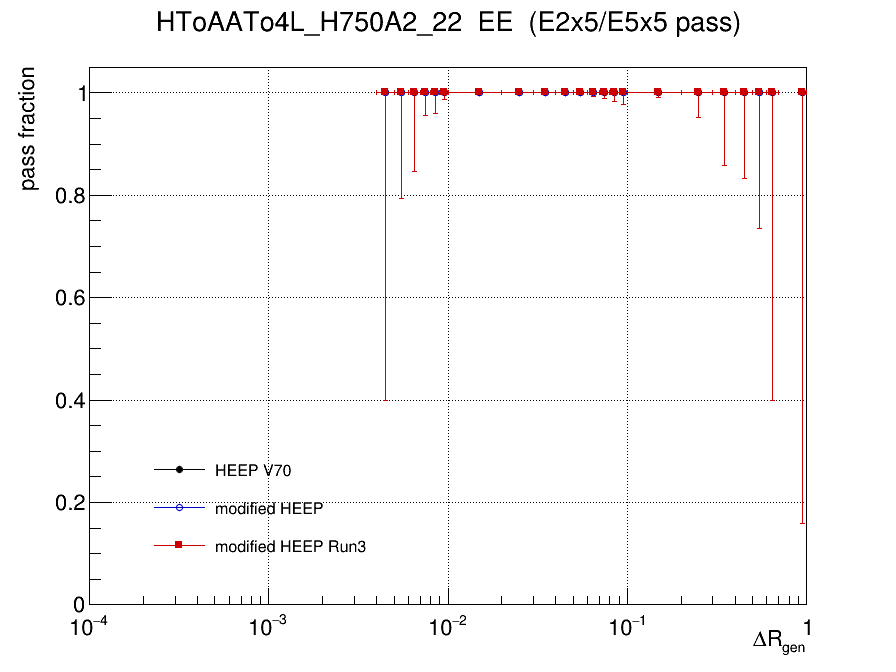 HToAATo4L_H750A2_22 EE (E2x5/E5x5 pass)
pass fraction
1
0.8
0.6
0.4
0.2
0
HEEP V70
modified HEEP
modified HEEP Run3
10⁻⁴
10⁻³
10⁻²
10⁻¹
1
ΔRgen